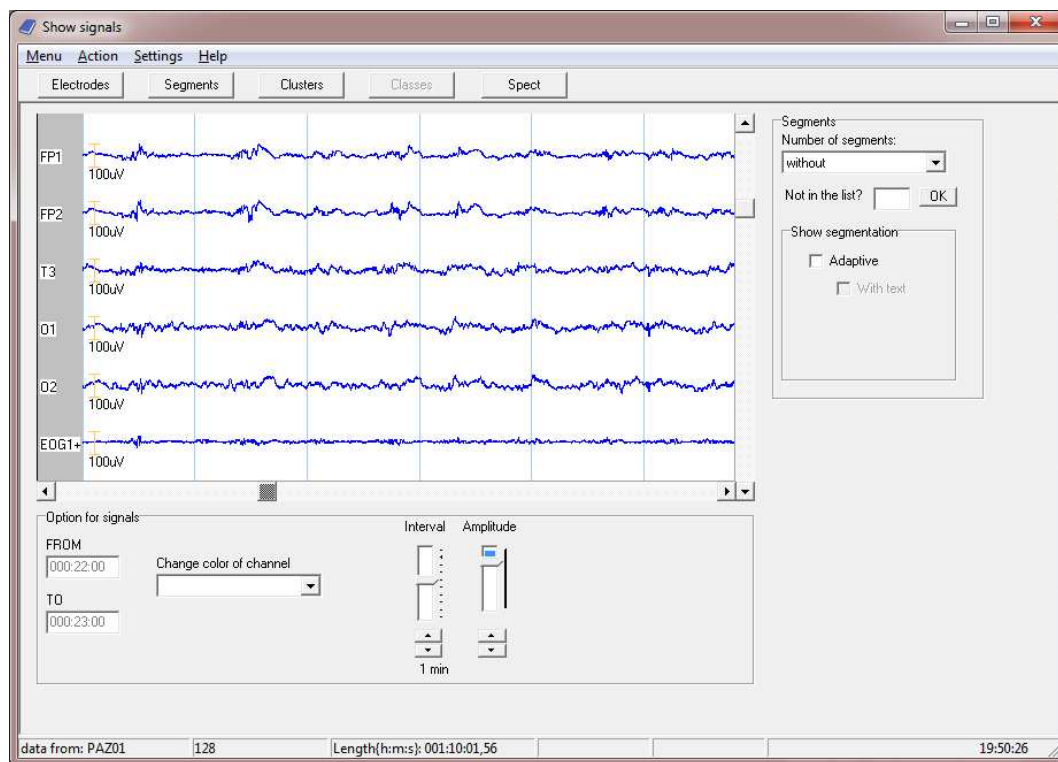 Show signals
Menu Action Settings Help
Electrodes Segments Clusters Classes Spect
FP1
100uV
FP2
100uV
T3
100uV
O1
100uV
O2
100uV
EOG1+
100uV
Segments
Number of segments:
without
Not in the list? OK
Show segmentation
Adaptive
With text
Option for signals
FROM
000:22:00
TO
000:23:00
Change color of channel
Interval Amplitude
1 min
data from: PAZ01 128 Length(h:m:s): 001:10:01,56 19:50:26